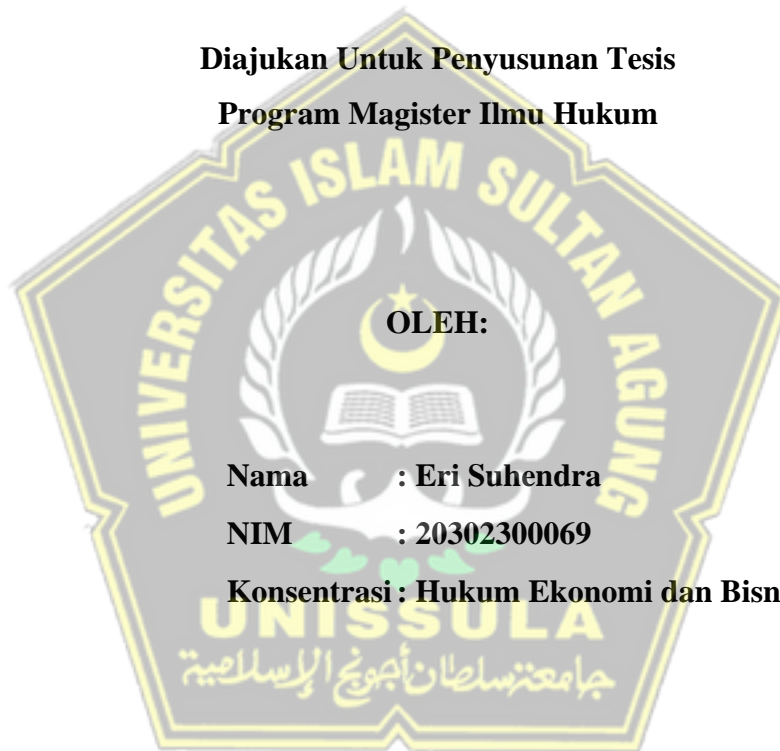 Diajukan Untuk Penyusunan Tesis
Program Magister Ilmu Hukum
UNIVERSITAS ISLAM SULTAN AGUNG
OLEH:
Nama : Eri Suhendra
NIM : 20302300069
Konsentrasi : Hukum Ekonomi dan Bisn
UNISSULA
جامعة سلطان أجونج الإسلامية